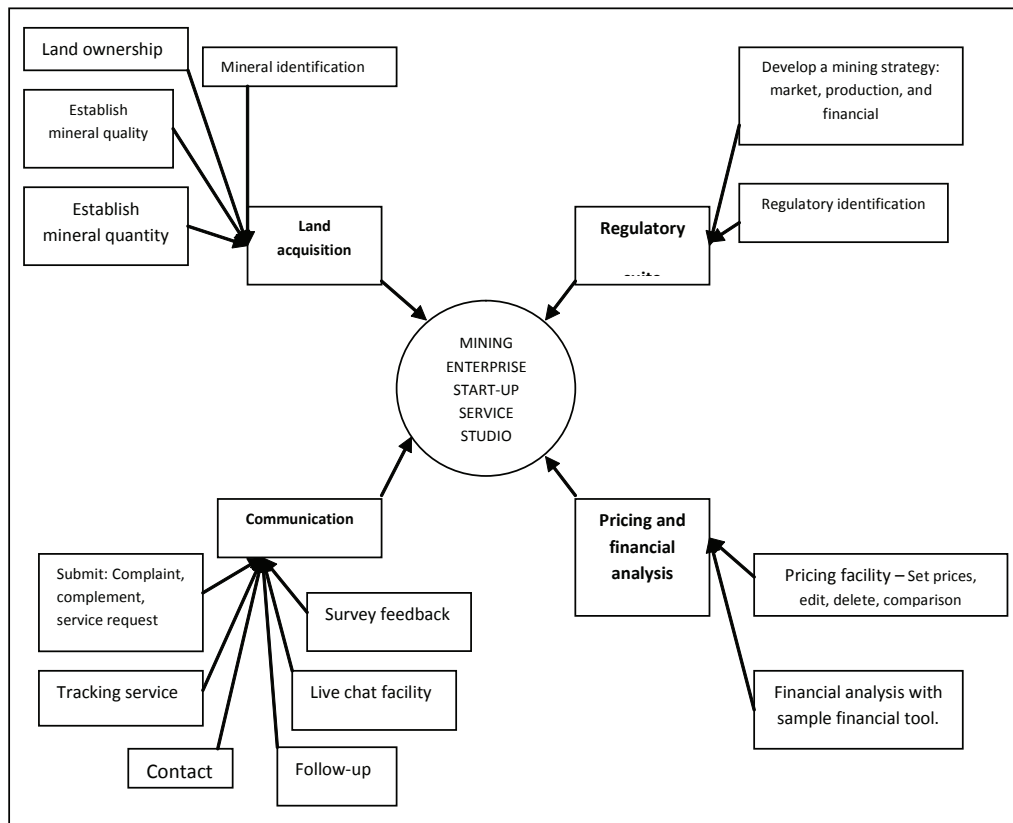 Land ownership
Mineral identification
Establish
mineral quality
Establish
mineral quantity
Land
acquisition
Develop a mining strategy:
market, production, and
financial
Regulatory identification
Regulatory
MINING
ENTERPRISE
START-UP
SERVICE
STUDIO
Communication
Submit: Complaint,
complement,
service request
Survey feedback
Tracking service
Live chat facility
Contact
Follow-up
Pricing and
financial
analysis
Pricing facility – Set prices,
edit, delete, comparison
Financial analysis with
sample financial tool.